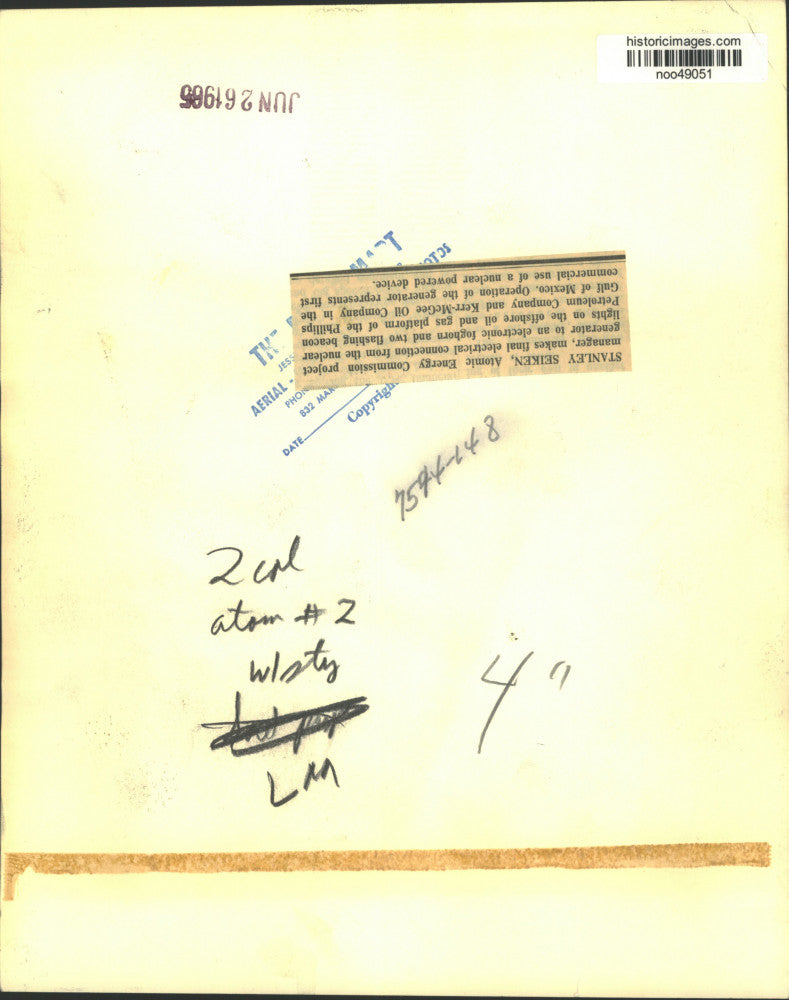 historicimages.com
noo49051
JUN 26 1965
STANLEY SEIKEN, Atomic Energy Commission project
manager, makes final electrical connection from the nuclear
generator to an electronic foghorn and two flashing beacon
lights on the offshore oil and gas platform of the Phillips
Petroleum Company and Kerr-McGee Oil Company in the
Gulf of Mexico. Operation of the generator represents first
commercial use of a nuclear powered device.
AERIAL -
832 MAR
DATE
7594-148
2 col
atom # 2
w/sty
LM
4"